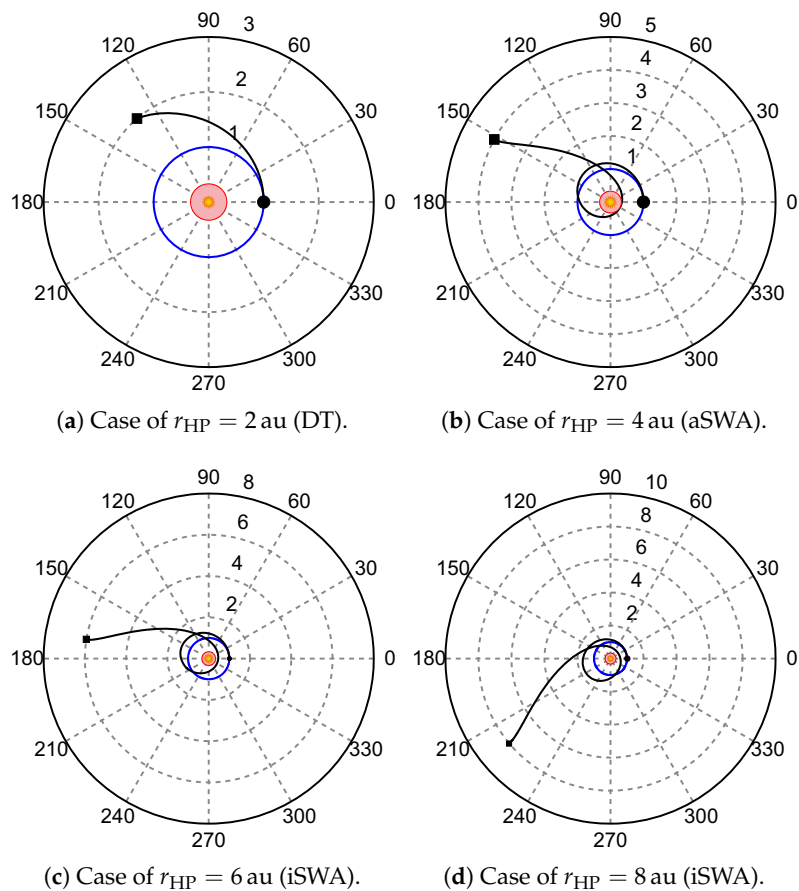 90 3 90 5
120 60 120 4 60
2 3
150 30 150 2 30
1 1
180 0 180 0
210 330 210 330
240 300 240 300
270 270
(a) Case of r_HP = 2 au (DT). (b) Case of r_HP = 4 au (aSWA).
90 8 90 10
120 60 120 8 60
6 6
150 4 30 150 4 30
2 2
180 0 180 0
210 330 210 330
240 300 240 300
270 270
(c) Case of r_HP = 6 au (iSWA). (d) Case of r_HP = 8 au (iSWA).